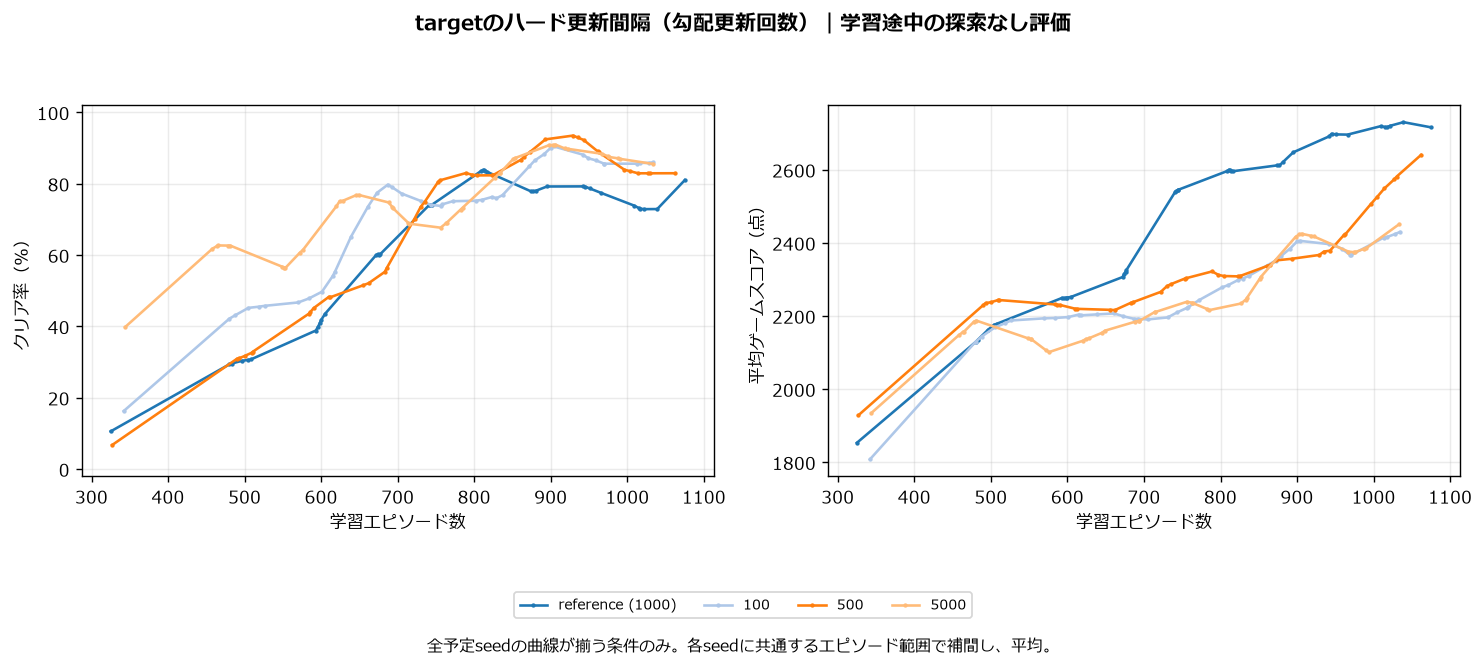 targetのハード更新間隔（勾配更新回数）｜学習途中の探索なし評価
クリア率（%）
100
80
60
40
20
0
300 400 500 600 700 800 900 1000 1100
学習エピソード数
平均ゲームスコア（点）
2600
2400
2200
2000
1800
300 400 500 600 700 800 900 1000 1100
学習エピソード数
reference (1000) 100 500 5000
全予定seedの曲線が揃う条件のみ。各seedに共通するエピソード範囲で補間し、平均。